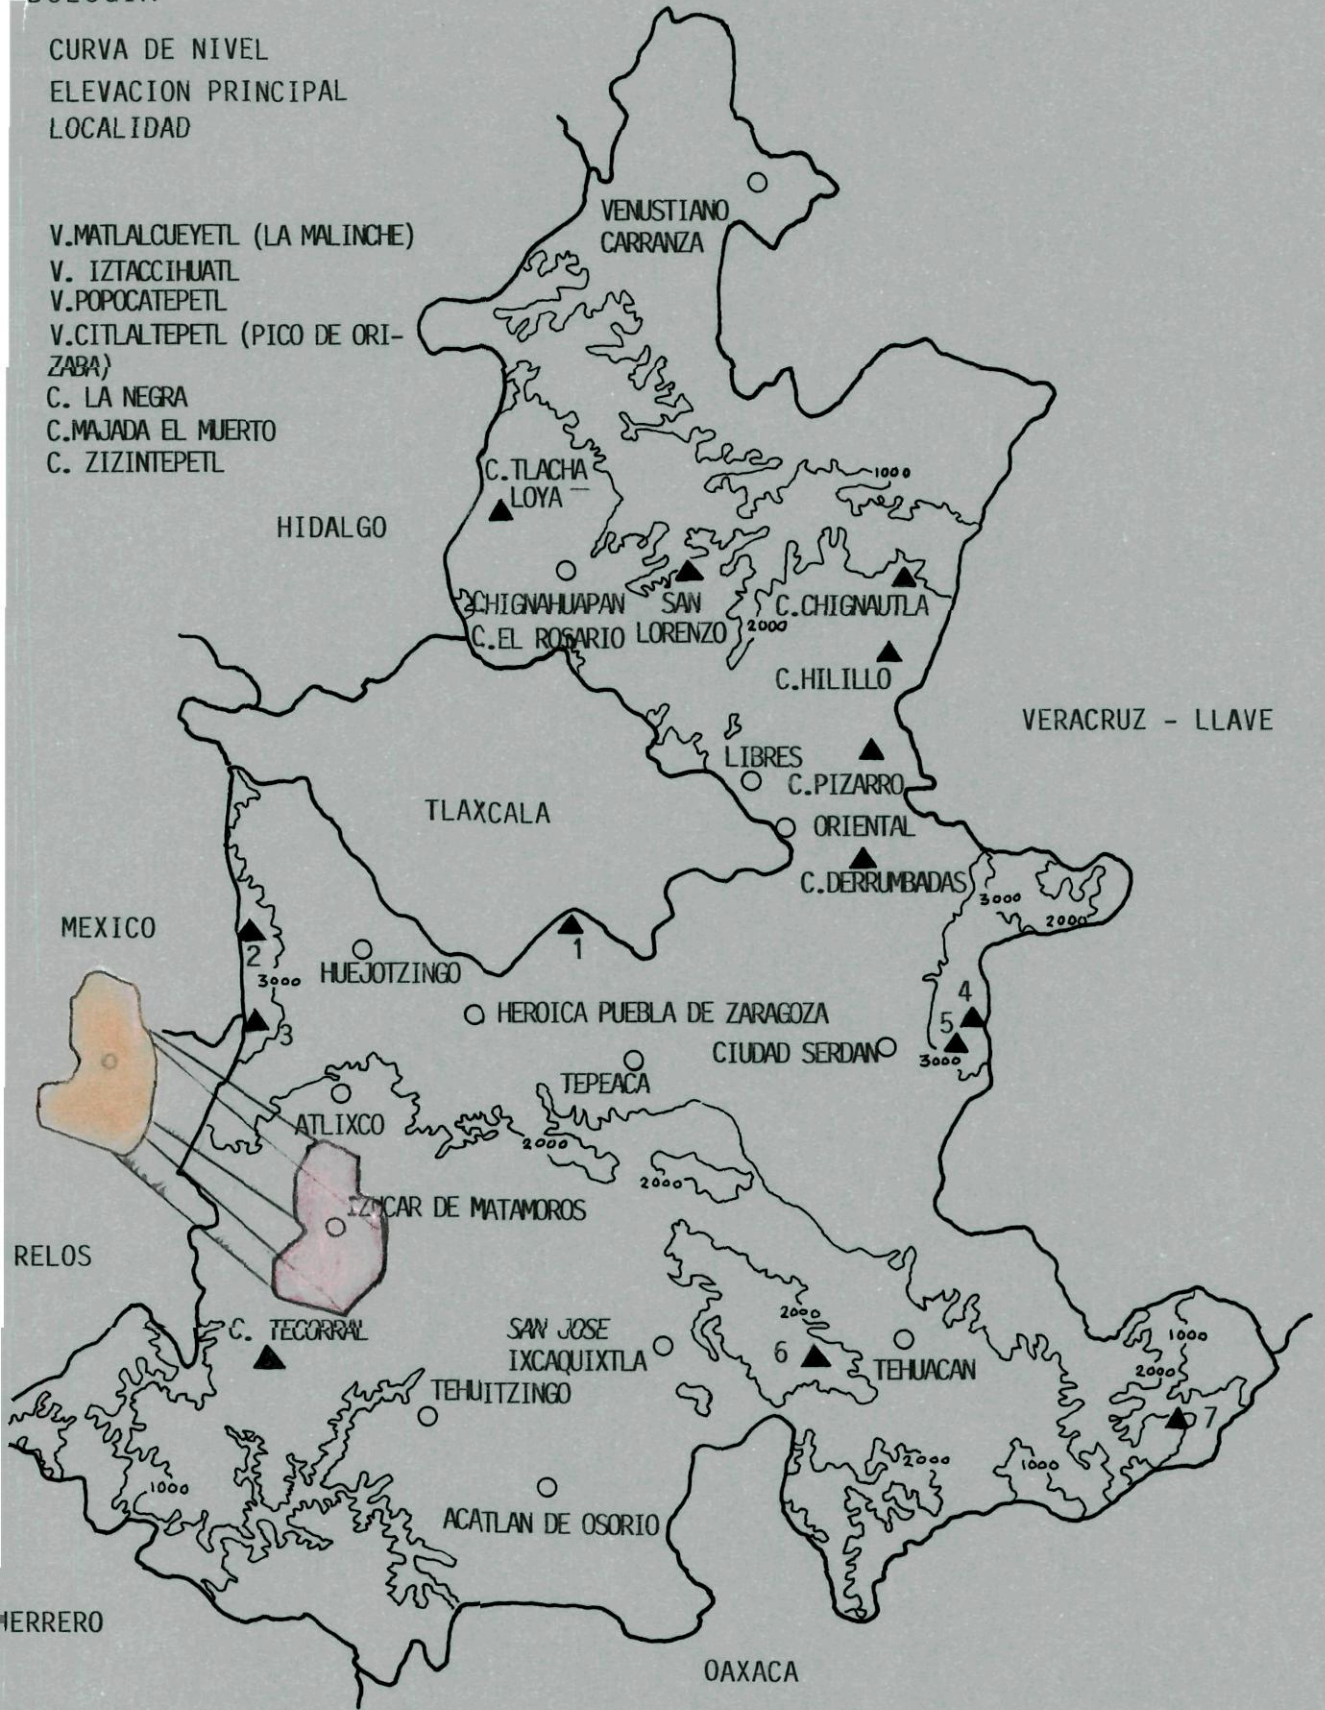 CURVA DE NIVEL
ELEVACION PRINCIPAL
LOCALIDAD
V.MATLALCUEYETL (LA MALINCHE)
V. IZTACCIHUATL
V.POPOCATEPETL
V.CITLALTEPETL (PICO DE ORI-
ZABA)
C. LA NEGRA
C.MAJADA EL MUERTO
C. ZIZINTEPETL
VENUSTIANO
CARRANZA
C.TLACHA
LOYA
1000
HIDALGO
CHIGNAHUAPAN
SAN
LORENZO
C.CHIGNAUTLA
2000
C.EL ROSARIO
C.HILILLO
VERACRUZ - LLAVE
LIBRES
C.PIZARRO
TLAXCALA
ORIENTAL
C.DERRUMBADAS
3000
2000
MEXICO
2
3000
HUEJOTZINGO
1
4
HEROICA PUEBLA DE ZARAGOZA
3
5
CIUDAD SERDAN
3000
TEPEACA
ATLIXCO
2000
2000
IZUCAR DE MATAMOROS
RELOS
2000
1000
C. TECORRAL
SAN JOSE
IXCAQUIXTLA
6
TEHUACAN
2000
TEHUITZINGO
7
2000
1000
1000
ACATLAN DE OSORIO
ERRERO
OAXACA